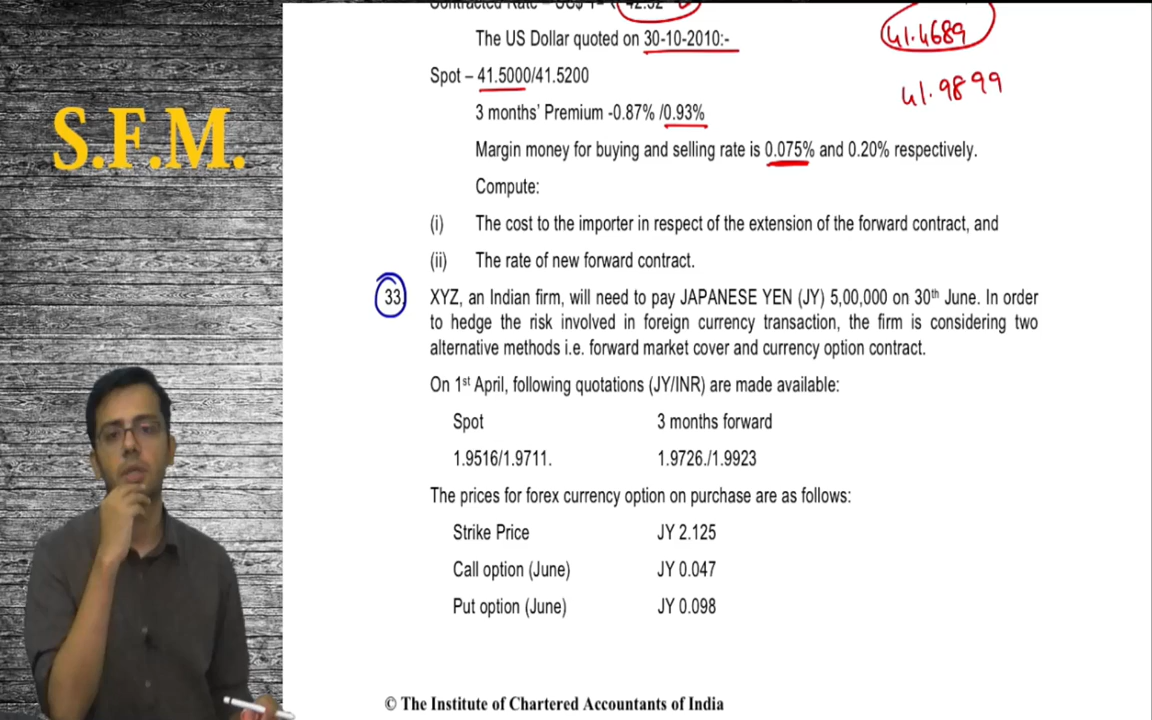 41.4689
The US Dollar quoted on 30-10-2010:-
Spot – 41.5000/41.5200
41.9899
3 months' Premium -0.87% /0.93%
S.F.M.
Margin money for buying and selling rate is 0.075% and 0.20% respectively.
Compute:
(i) The cost to the importer in respect of the extension of the forward contract, and
(ii) The rate of new forward contract.
33 XYZ, an Indian firm, will need to pay JAPANESE YEN (JY) 5,00,000 on 30th June. In order
to hedge the risk involved in foreign currency transaction, the firm is considering two
alternative methods i.e. forward market cover and currency option contract.
On 1st April, following quotations (JY/INR) are made available:
Spot 3 months forward
1.9516/1.9711. 1.9726./1.9923
The prices for forex currency option on purchase are as follows:
Strike Price JY 2.125
Call option (June) JY 0.047
Put option (June) JY 0.098
© The Institute of Chartered Accountants of India